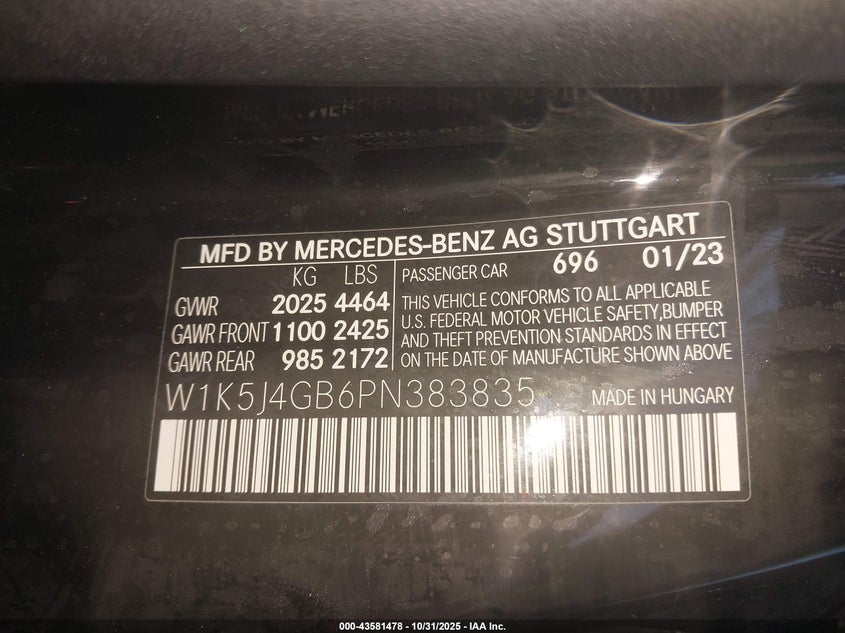 MFD BY MERCEDES-BENZ AG STUTTGART
KG LBS
GVWR 2025 4464
GAWR FRONT 1100 2425
GAWR REAR 985 2172
PASSENGER CAR 696 01/23
THIS VEHICLE CONFORMS TO ALL APPLICABLE
U.S. FEDERAL MOTOR VEHICLE SAFETY,BUMPER
AND THEFT PREVENTION STANDARDS IN EFFECT
ON THE DATE OF MANUFACTURE SHOWN ABOVE
W1K5J4GB6PN383835 MADE IN HUNGARY
000-43581478 - 10/31/2025 - IAA Inc.